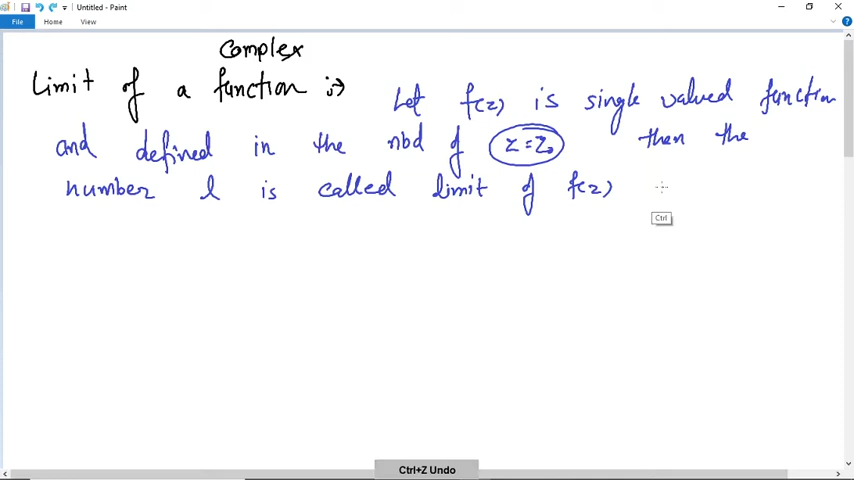 Untitled - Paint
File Home View
Complex
Limit of a function :→ Let f(z) is single valued function
and defined in the nbd of z = z₀ then the
number l is called limit of f(z)
Ctrl
Ctrl+Z Undo